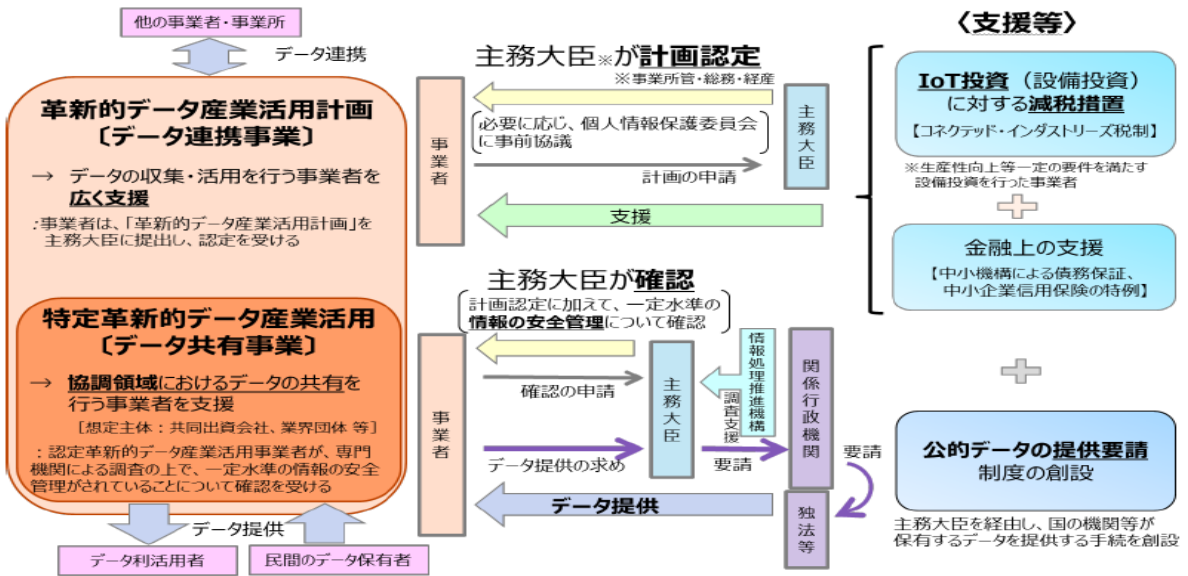 他の事業者・事業所
データ連携
革新的データ産業活用計画
〔データ連携事業〕
→ データの収集・活用を行う事業者を
広く支援
:事業者は、「革新的データ産業活用計画」を
主務大臣に提出し、認定を受ける
特定革新的データ産業活用
〔データ共有事業〕
→ 協調領域におけるデータの共有を
行う事業者を支援
［想定主体：共同出資会社、業界団体 等］
：認定革新的データ産業活用事業者が、専門
機関による調査の上で、一定水準の情報の安全
管理がされていることについて確認を受ける
データ提供
データ利活用者
民間のデータ保有者
主務大臣※が計画認定
※事業所管・総務・経産
事業者
必要に応じ、個人情報保護委員会
に事前協議
主務大臣
計画の申請
支援
主務大臣が確認
計画認定に加えて、一定水準の
情報の安全管理について確認
事業者
確認の申請
主務大臣
情報処理推進機構
調査支援
関係行政機関
データ提供の求め
要請
要請
データ提供
独法等
〈支援等〉
IoT投資（設備投資）
に対する減税措置
【コネクテッド・インダストリーズ税制】
※生産性向上等一定の要件を満たす
設備投資を行った事業者
金融上の支援
【中小機構による債務保証、
中小企業信用保険の特例】
公的データの提供要請
制度の創設
主務大臣を経由し、国の機関等が
保有するデータを提供する手続を創設